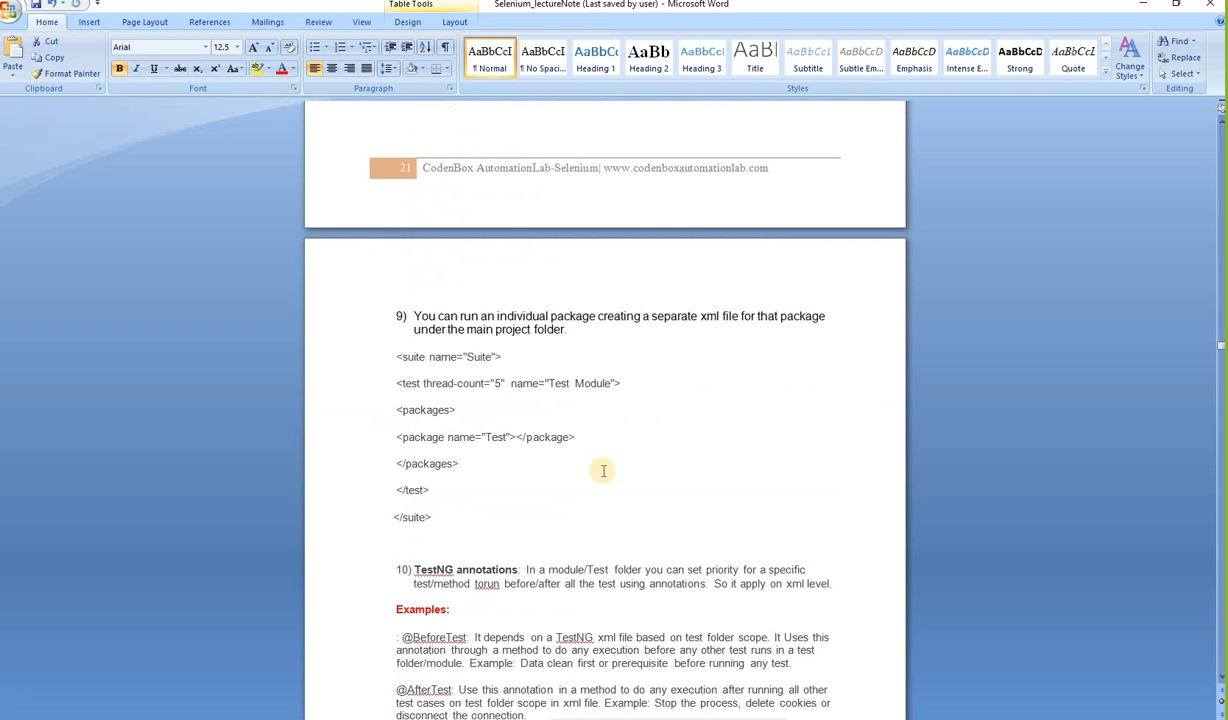 Table Tools
Selenium_lectureNote (Last saved by user) - Microsoft Word
Home Insert Page Layout References Mailings Review View Design Layout
Paste
Cut
Copy
Format Painter
Clipboard
Arial 12.5
Font
Paragraph
AaBbCcI AaBbCcI AaBbCc AaBb AaBbCcI AaBbI AaBbCcI AaBbCcD AaBbCcD AaBbCcD AaBbCcD AaBbCcD
¶ Normal ¶ No Spaci... Heading 1 Heading 2 Heading 3 Title Subtitle Subtle Em... Emphasis Intense E... Strong Quote
Change Styles
Styles
Find
Replace
Select
Editing
21 CodenBox AutomationLab-Selenium| www.codenboxautomationlab.com
9) You can run an individual package creating a separate xml file for that package
under the main project folder.
<suite name="Suite">
<test thread-count="5" name="Test Module">
<packages>
<package name="Test"></package>
</packages>
</test>
</suite>
10) TestNG annotations: In a module/Test folder you can set priority for a specific
test/method torun before/after all the test using annotations. So it apply on xml level.
Examples:
: @BeforeTest: It depends on a TestNG xml file based on test folder scope. It Uses this
annotation through a method to do any execution before any other test runs in a test
folder/module. Example: Data clean first or prerequisite before running any test.
@AfterTest: Use this annotation in a method to do any execution after running all other
test cases on test folder scope in xml file. Example: Stop the process, delete cookies or
disconnect the connection.